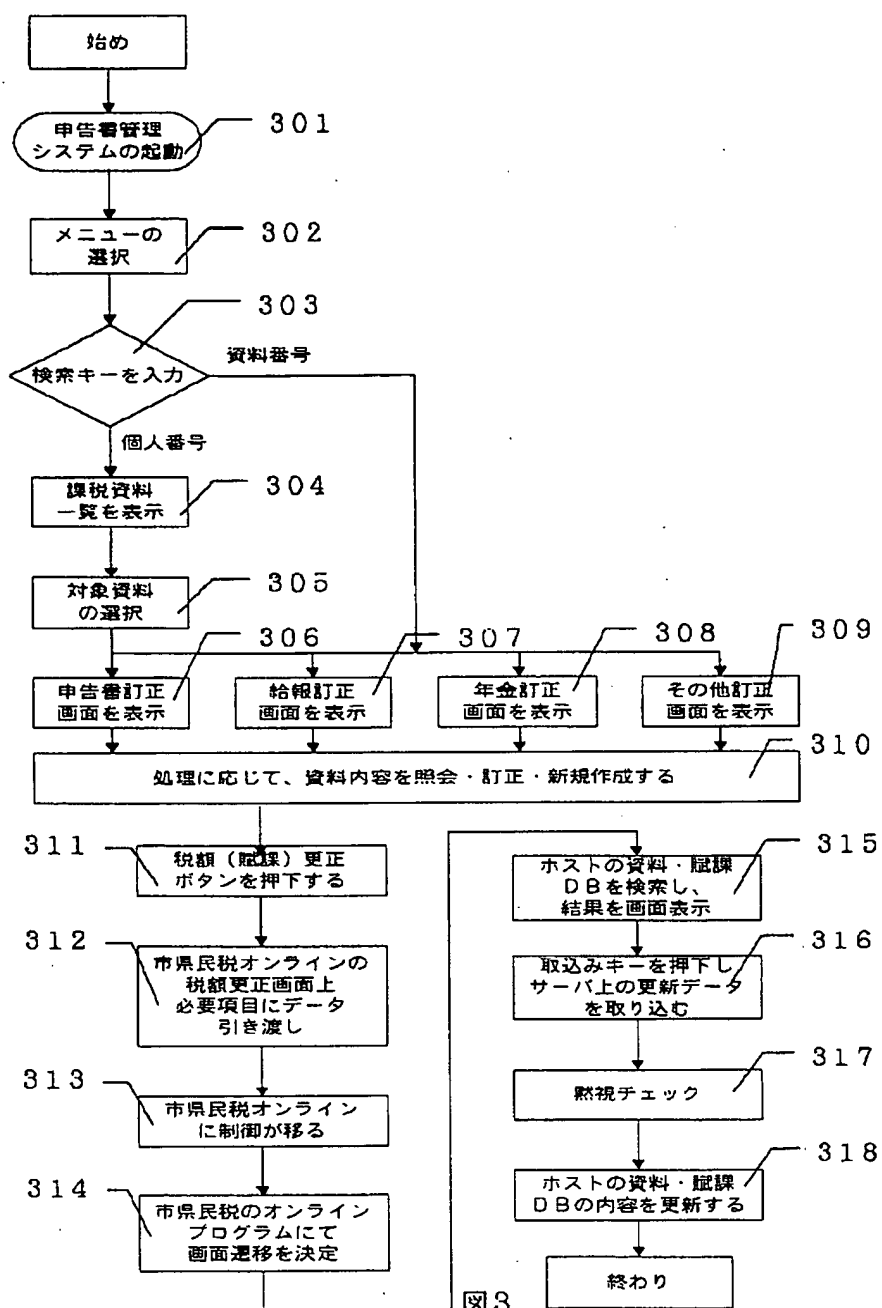 始め
申告書管理
システムの起動
301
メニューの
選択
302
303
検索キーを入力
資料番号
個人番号
課税資料
一覧を表示
304
対象資料
の選択
305
306
307
308
309
申告書訂正
画面を表示
給報訂正
画面を表示
年金訂正
画面を表示
その他訂正
画面を表示
310
処理に応じて、資料内容を照会・訂正・新規作成する
311
税額（賦課）更正
ボタンを押下する
312
市県民税オンラインの
税額更正画面上
必要項目にデータ
引き渡し
313
市県民税オンライン
に制御が移る
314
市県民税のオンライン
プログラムにて
画面遷移を決定
315
ホストの資料・賦課
DBを検索し、
結果を画面表示
316
取込みキーを押下し
サーバ上の更新データ
を取り込む
317
黙視チェック
318
ホストの資料・賦課
DBの内容を更新する
終わり
図3